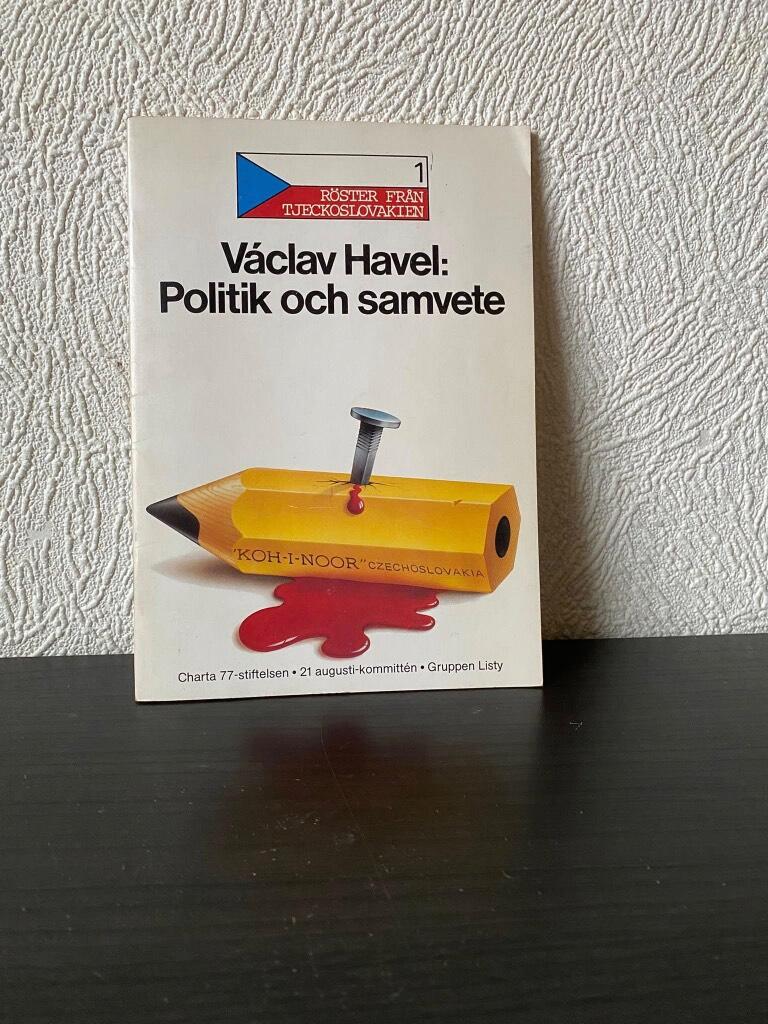 1
RÖSTER FRÅN
TJECKOSLOVAKIEN
Václav Havel:
Politik och samvete
"KOH-I-NOOR" CZECHOSLOVAKIA
Charta 77-stiftelsen • 21 augusti-kommittén • Gruppen Listy